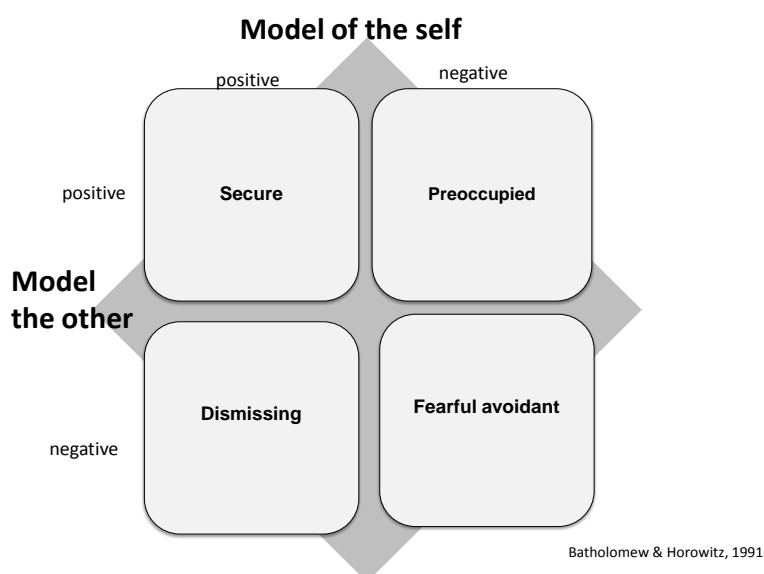 Model of the self
positive
negative
positive
Secure
Preoccupied
Model
the other
Dismissing
Fearful avoidant
negative
Batholomew & Horowitz, 1991